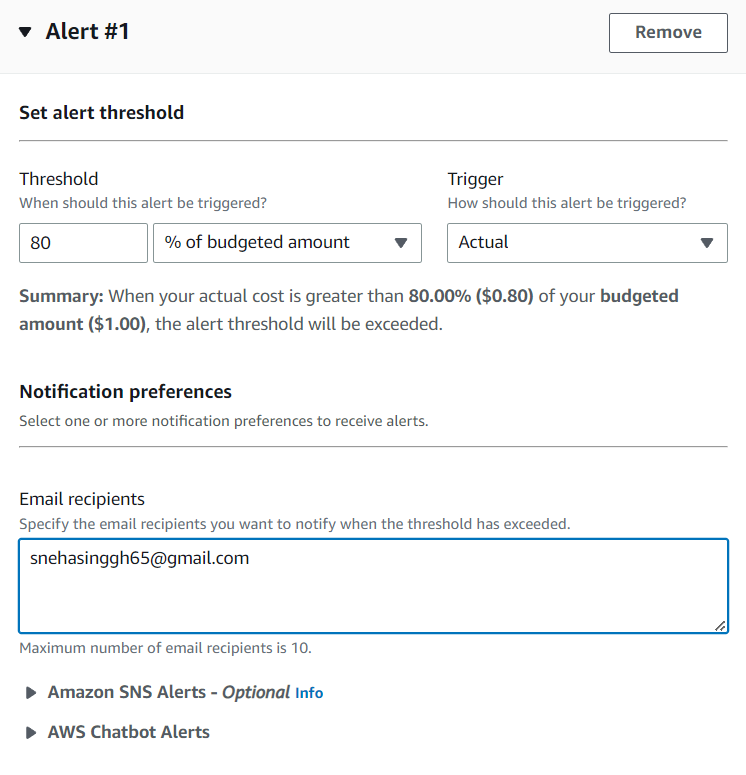 Alert #1
Remove
Set alert threshold
Threshold
When should this alert be triggered?
80
% of budgeted amount
Trigger
How should this alert be triggered?
Actual
Summary: When your actual cost is greater than 80.00% ($0.80) of your budgeted
amount ($1.00), the alert threshold will be exceeded.
Notification preferences
Select one or more notification preferences to receive alerts.
Email recipients
Specify the email recipients you want to notify when the threshold has exceeded.
snehasinggh65@gmail.com
Maximum number of email recipients is 10.
Amazon SNS Alerts - Optional Info
AWS Chatbot Alerts